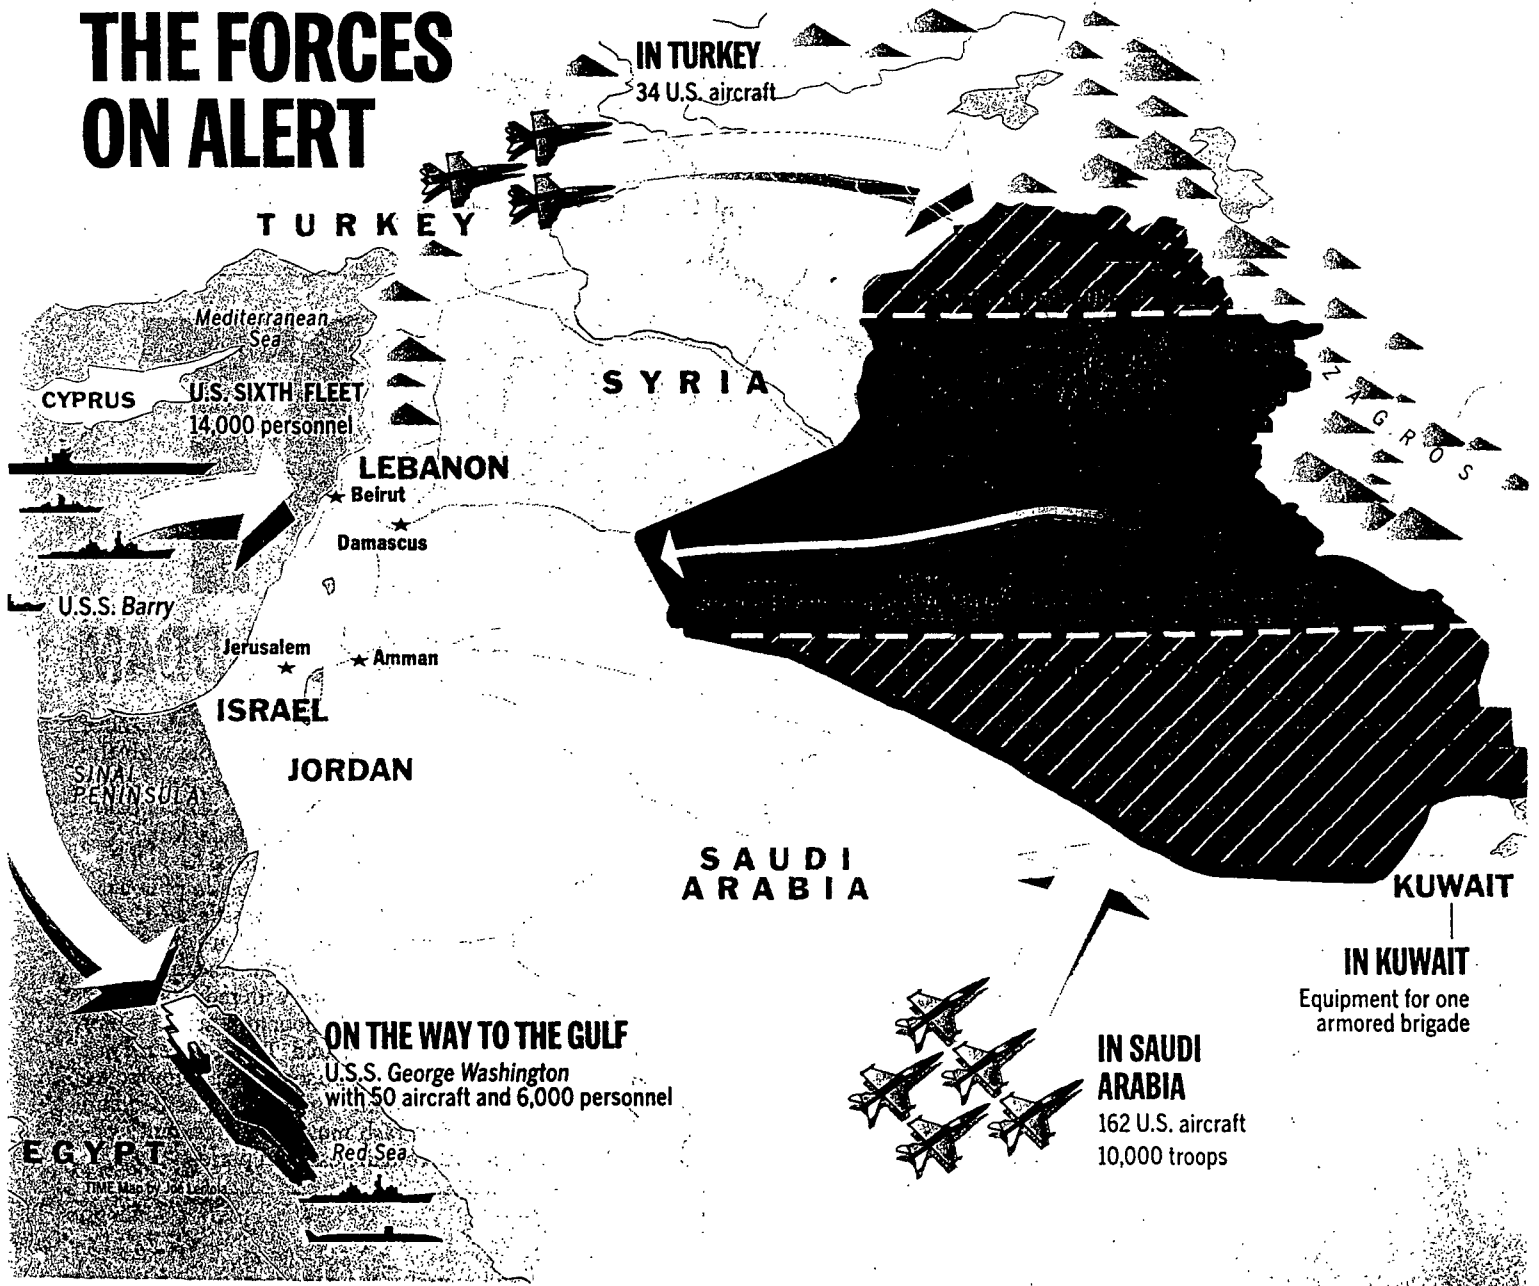 THE FORCES
ON ALERT
IN TURKEY
34 U.S. aircraft
TURKEY
Mediterranean
Sea
CYPRUS
U.S. SIXTH FLEET
14,000 personnel
SYRIA
ZAGROS
LEBANON
Beirut
Damascus
U.S.S. Barry
Jerusalem
Amman
ISRAEL
JORDAN
SINAI
PENINSULA
SAUDI
ARABIA
KUWAIT
IN KUWAIT
Equipment for one
armored brigade
ON THE WAY TO THE GULF
U.S.S. George Washington
with 50 aircraft and 6,000 personnel
IN SAUDI
ARABIA
162 U.S. aircraft
10,000 troops
EGYPT
Red Sea
TIME Map by Joe Lertola